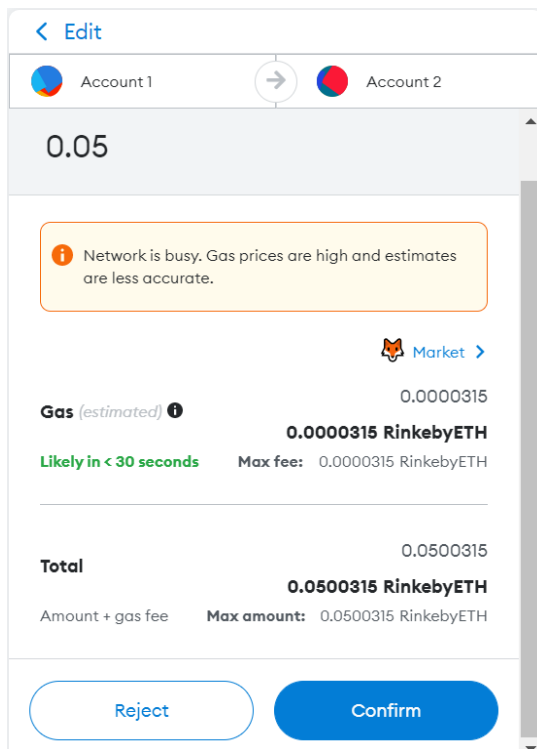 Edit
Account 1
Account 2
0.05
Network is busy. Gas prices are high and estimates
are less accurate.
Market
0.0000315
Gas (estimated)
0.0000315 RinkebyETH
Likely in < 30 seconds Max fee: 0.0000315 RinkebyETH
0.0500315
Total
0.0500315 RinkebyETH
Amount + gas fee Max amount: 0.0500315 RinkebyETH
Reject
Confirm